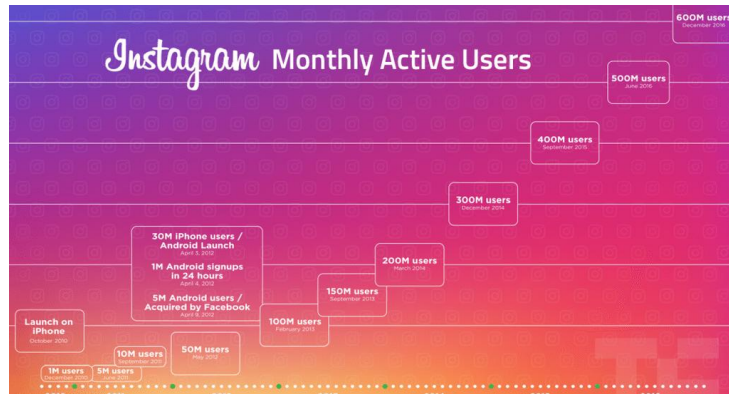 Instagram Monthly Active Users
600M users
December 2016
500M users
June 2016
400M users
September 2015
300M users
December 2014
30M iPhone users /
Android Launch
April 3, 2012
1M Android signups
in 24 hours
April 4, 2012
5M Android users /
Acquired by Facebook
April 9, 2012
200M users
March 2014
150M users
September 2013
100M users
February 2013
Launch on
iPhone
October 2010
50M users
May 2012
10M users
September 2011
1M users
December 2010
5M users
June 2011
TC